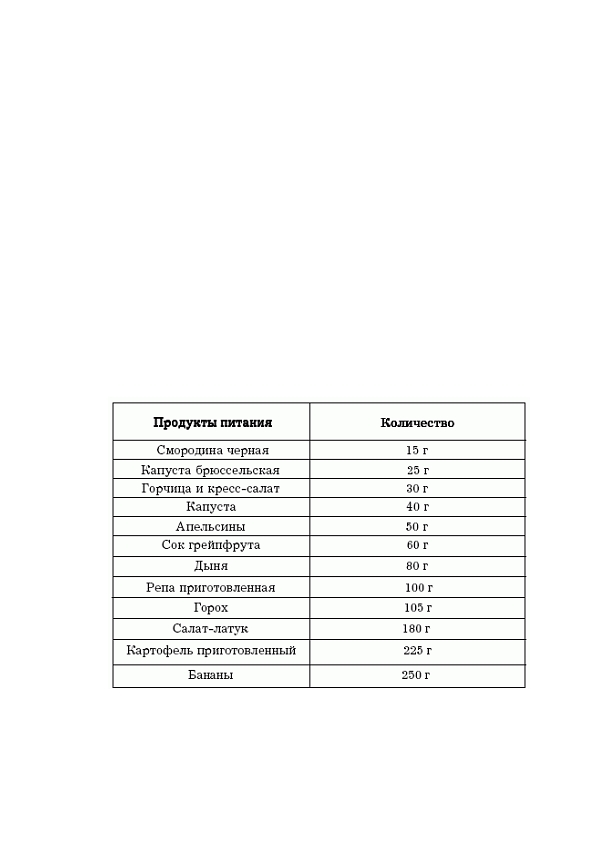 Продукты питания Количество
Смородина черная 15 г
Капуста брюссельская 25 г
Горчица и кресс-салат 30 г
Капуста 40 г
Апельсины 50 г
Сок грейпфрута 60 г
Дыня 80 г
Репа приготовленная 100 г
Горох 105 г
Салат-латук 180 г
Картофель приготовленный 225 г
Бананы 250 г